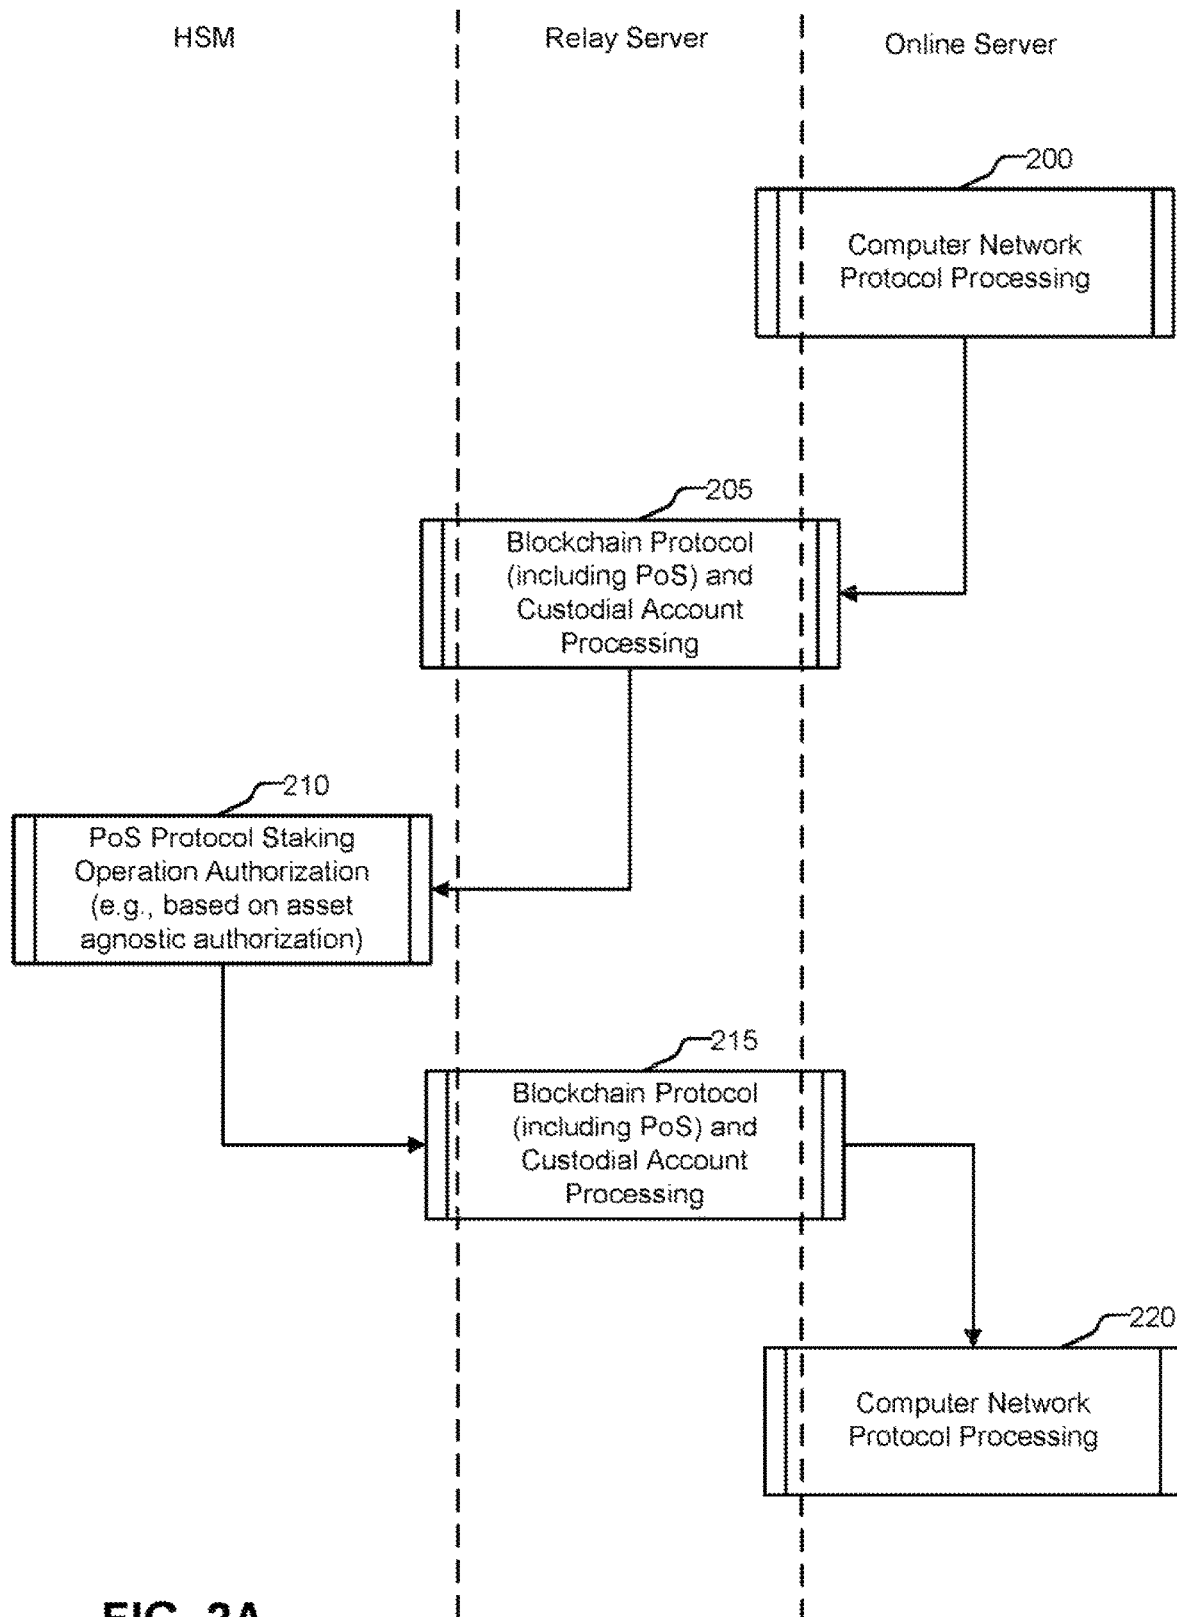 HSM
Relay Server
Online Server
200
Computer Network
Protocol Processing
205
Blockchain Protocol
(including PoS) and
Custodial Account
Processing
210
PoS Protocol Staking
Operation Authorization
(e.g., based on asset
agnostic authorization)
215
Blockchain Protocol
(including PoS) and
Custodial Account
Processing
220
Computer Network
Protocol Processing
FIG. 2A